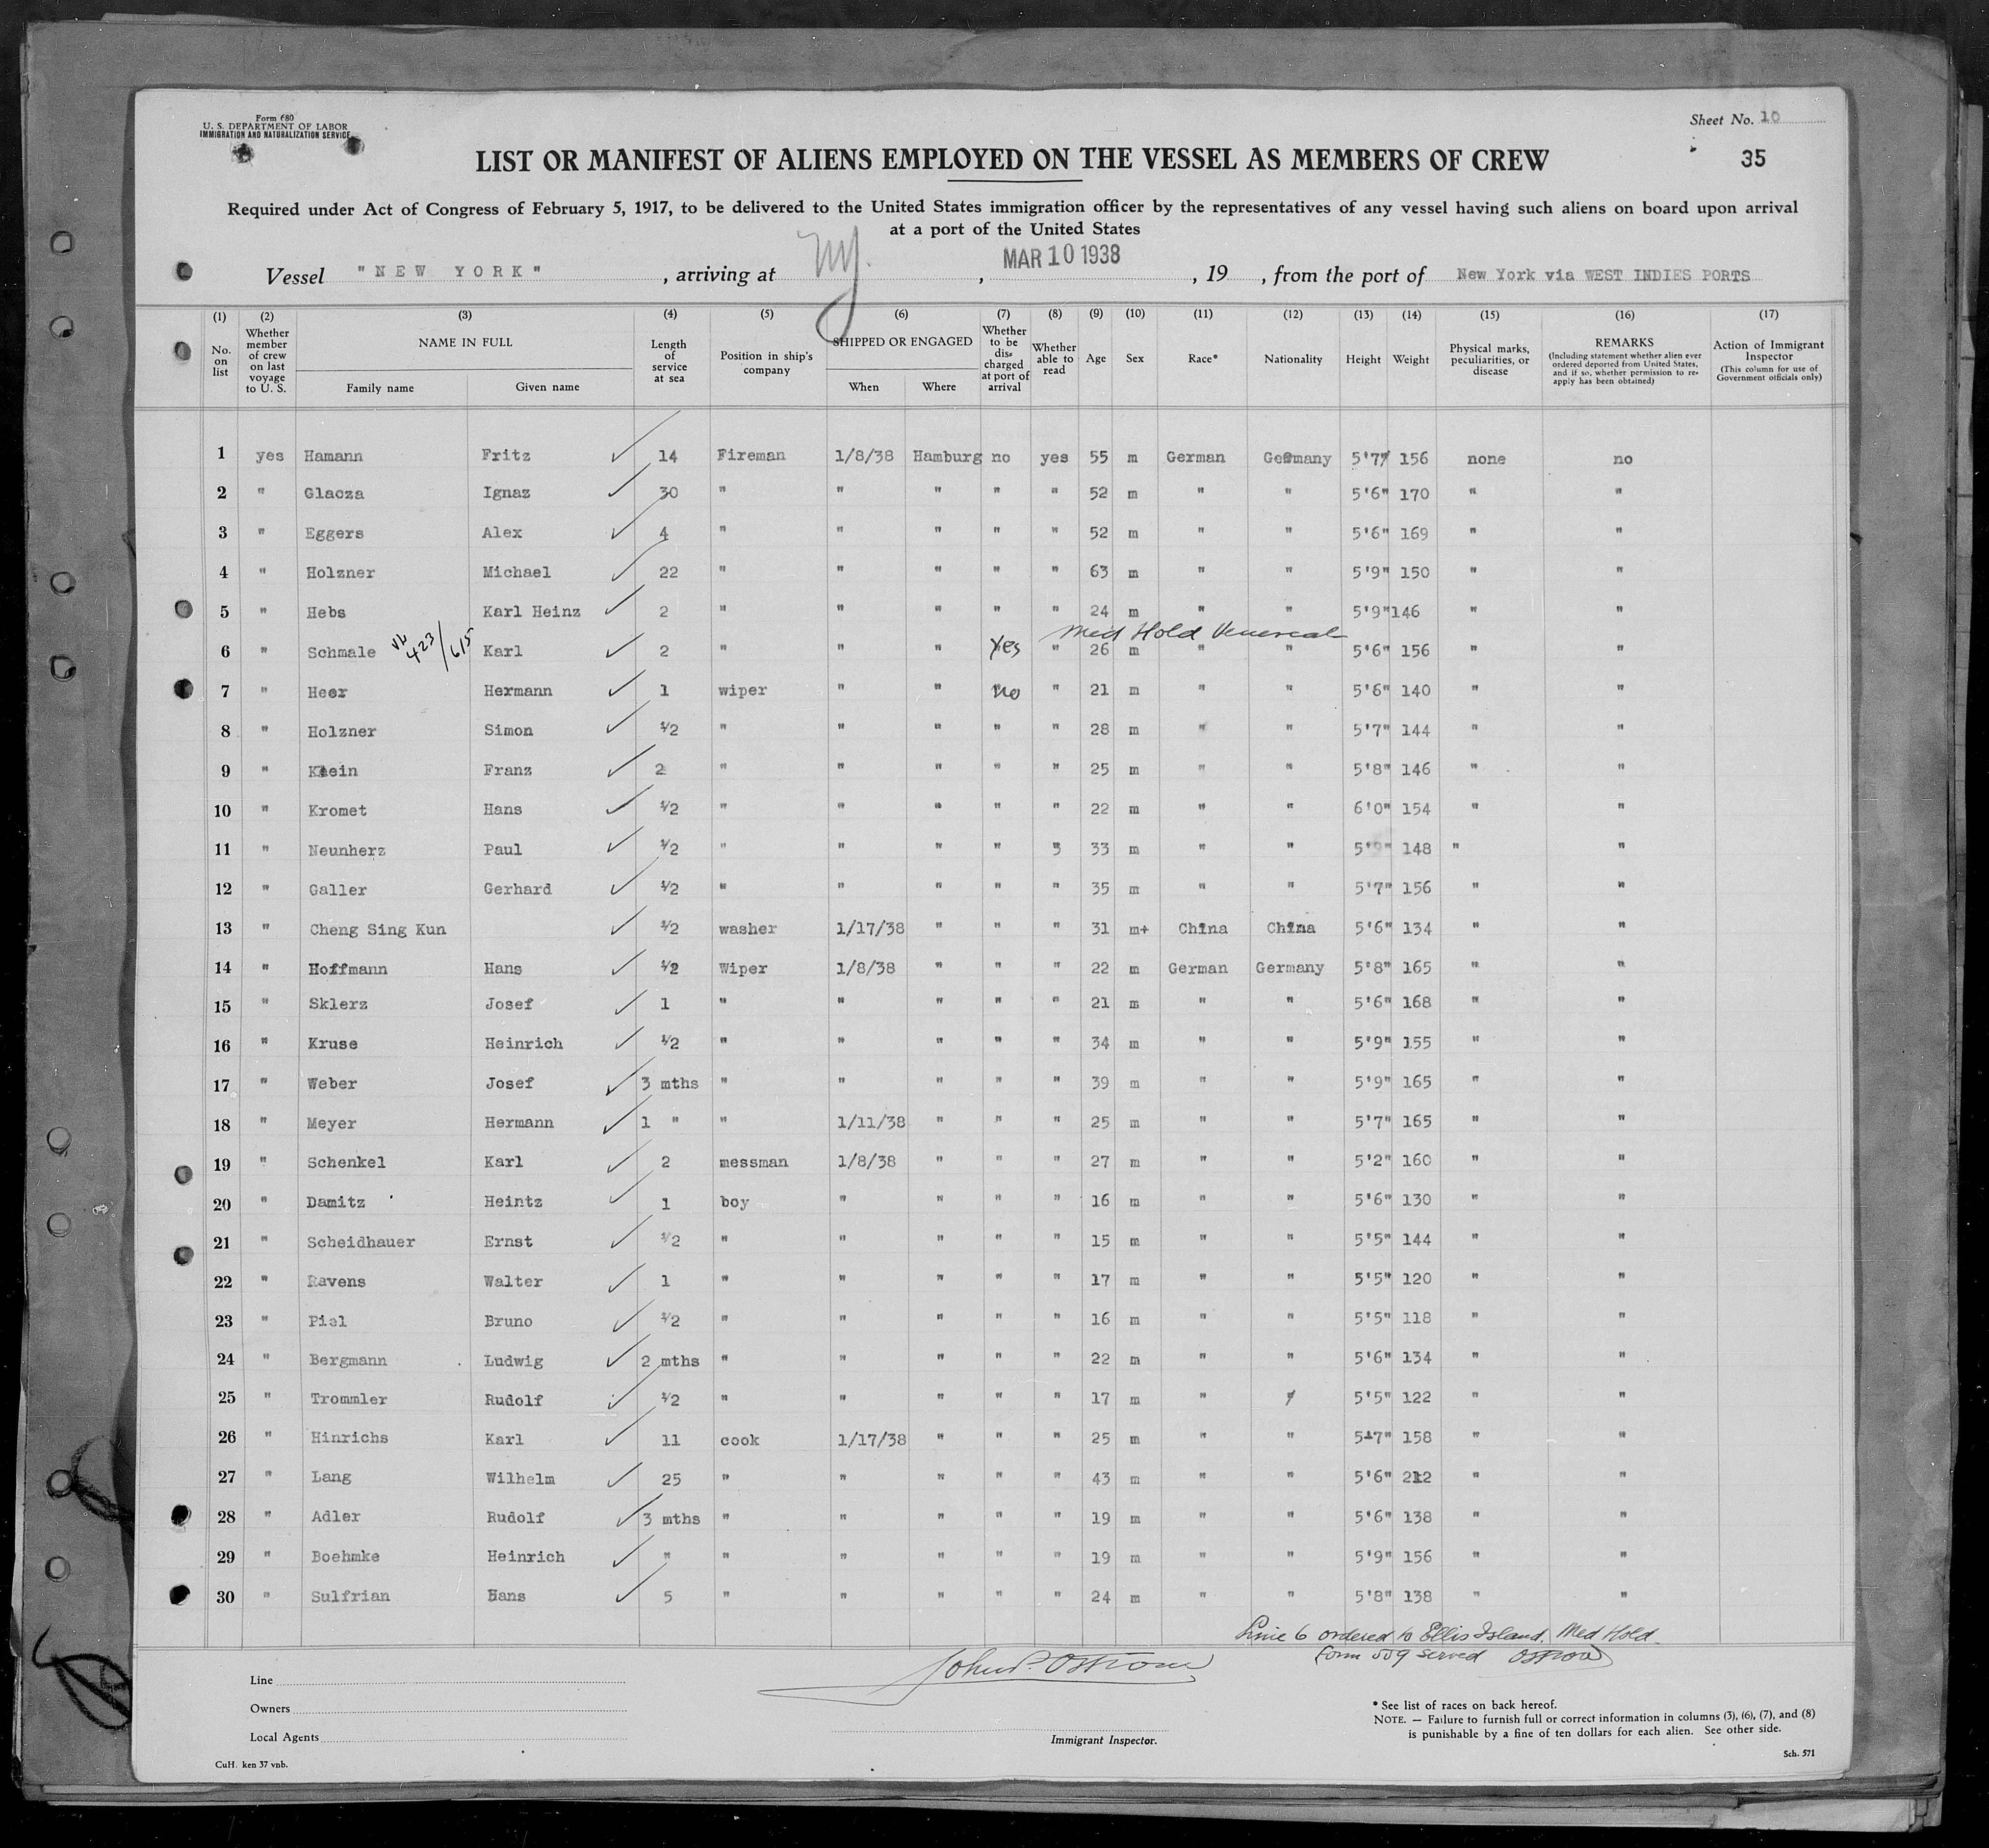 Form 680
U. S. DEPARTMENT OF LABOR
IMMIGRATION AND NATURALIZATION SERVICE
Sheet No. 10
35
LIST OR MANIFEST OF ALIENS EMPLOYED ON THE VESSEL AS MEMBERS OF CREW
Required under Act of Congress of February 5, 1917, to be delivered to the United States immigration officer by the representatives of any vessel having such aliens on board upon arrival
at a port of the United States
Vessel "NEW YORK", arriving at NY., MAR 10 1938, 19 , from the port of New York via WEST INDIES PORTS
(1) (2) (3) (4) (5) (6) (7) (8) (9) (10) (11) (12) (13) (14) (15) (16) (17)
No. on list
Whether member of crew on last voyage to U. S.
NAME IN FULL
Family name
Given name
Length of service at sea
Position in ship's company
SHIPPED OR ENGAGED
When
Where
Whether to be discharged at port of arrival
Whether able to read
Age
Sex
Race*
Nationality
Height
Weight
Physical marks, peculiarities, or disease
REMARKS
(Including statement whether alien ever ordered deported from United States, and if so, whether permission to reapply has been obtained)
Action of Immigrant Inspector
(This column for use of Government officials only)
1 yes Hamann Fritz 14 Fireman 1/8/38 Hamburg no yes 55 m German Germany 5'7" 156 none no
2 " Glacza Ignaz 30 " " " " " 52 m " " 5'6" 170 " "
3 " Eggers Alex 4 " " " " " 52 m " " 5'6" 169 " "
4 " Holzner Michael 22 " " " " " 63 m " " 5'9" 150 " "
5 " Hebs Karl Heinz 2 " " " " " 24 m " " 5'9" 146 " "
Med Hold Venereal
6 " Schmale 423/615 Karl 2 " " " Yes " 26 m " " 5'6" 156 " "
7 " Heer Hermann 1 wiper " " no " 21 m " " 5'6" 140 " "
8 " Holzner Simon 1/2 " " " " " 28 m " " 5'7" 144 " "
9 " Klein Franz 2 " " " " " 25 m " " 5'8" 146 " "
10 " Kromet Hans 1/2 " " " " " 22 m " " 6'0" 154 " "
11 " Neunherz Paul 1/2 " " " " " 33 m " " 5'9" 148 " "
12 " Galler Gerhard 1/2 " " " " " 35 m " " 5'7" 156 " "
13 " Cheng Sing Kun 1/2 washer 1/17/38 " " " 31 m+ China China 5'6" 134 " "
14 " Hoffmann Hans 1/2 Wiper 1/8/38 " " " 22 m German Germany 5'8" 165 " "
15 " Sklerz Josef 1 " " " " " 21 m " " 5'6" 168 " "
16 " Kruse Heinrich 1/2 " " " " " 34 m " " 5'9" 155 " "
17 " Weber Josef 3 mths " " " " " 39 m " " 5'9" 165 " "
18 " Meyer Hermann 1 " " 1/11/38 " " " 25 m " " 5'7" 165 " "
19 " Schenkel Karl 2 messman 1/8/38 " " " 27 m " " 5'2" 160 " "
20 " Damitz Heintz 1 boy " " " " 16 m " " 5'6" 130 " "
21 " Scheidhauer Ernst 1/2 " " " " " 15 m " " 5'5" 144 " "
22 " Ravens Walter 1 " " " " " 17 m " " 5'5" 120 " "
23 " Piel Bruno 1/2 " " " " " 16 m " " 5'5" 118 " "
24 " Bergmann Ludwig 2 mths " " " " " 22 m " " 5'6" 134 " "
25 " Trommler Rudolf 1/2 " " " " " 17 m " " 5'5" 122 " "
26 " Hinrichs Karl 11 cook 1/17/38 " " " 25 m " " 5'7" 158 " "
27 " Lang Wilhelm 25 " " " " " 43 m " " 5'6" 212 " "
28 " Adler Rudolf 3 mths " " " " " 19 m " " 5'6" 138 " "
29 " Boehmke Heinrich " " " " " " 19 m " " 5'9" 156 " "
30 " Sulfrian Hans 5 " " " " " 24 m " " 5'8" 138 " "
Line 6 ordered to Ellis Island. Med Hold
form 559 served Ostrow
Line
John P. Ostrow
Owners
Local Agents
Immigrant Inspector.
* See list of races on back hereof.
NOTE. — Failure to furnish full or correct information in columns (3), (6), (7), and (8)
is punishable by a fine of ten dollars for each alien. See other side.
CuH. ken 37 vnb.
Sch. 571